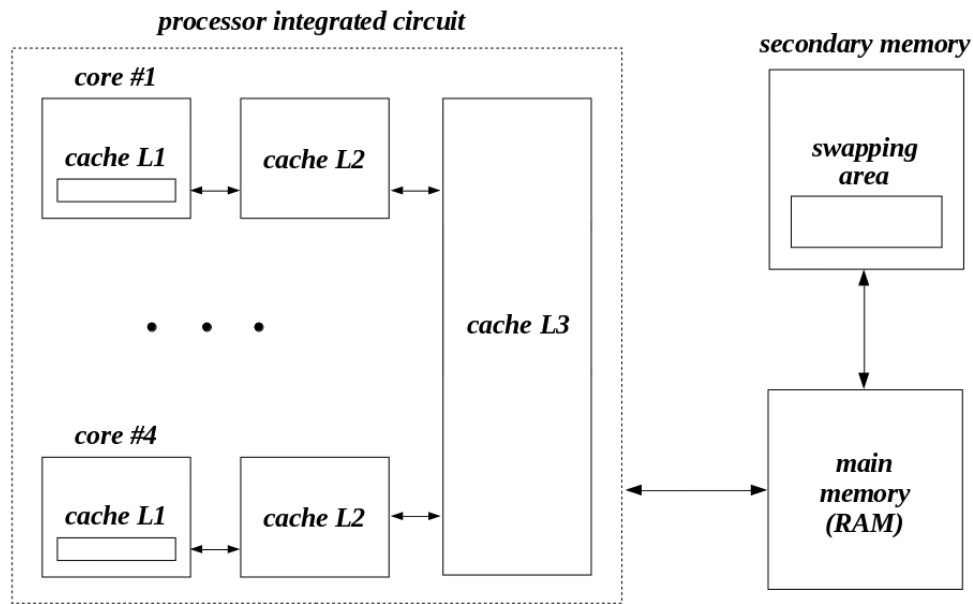 processor integrated circuit
secondary memory
core #1
cache L1
cache L2
swapping
area
cache L3
core #4
cache L1
cache L2
main
memory
(RAM)